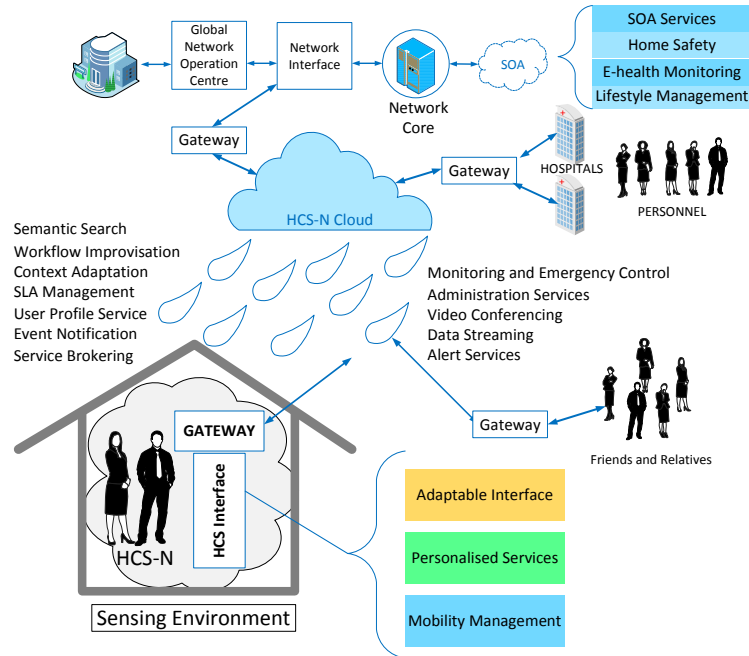 Global
Network
Operation
Centre
Network
Interface
Network
Core
SOA
SOA Services
Home Safety
E-health Monitoring
Lifestyle Management
Gateway
Gateway
HOSPITALS
PERSONNEL
HCS-N Cloud
Semantic Search
Workflow Improvisation
Context Adaptation
SLA Management
User Profile Service
Event Notification
Service Brokering
Monitoring and Emergency Control
Administration Services
Video Conferencing
Data Streaming
Alert Services
Gateway
Friends and Relatives
GATEWAY
HCS Interface
HCS-N
Sensing Environment
Adaptable Interface
Personalised Services
Mobility Management